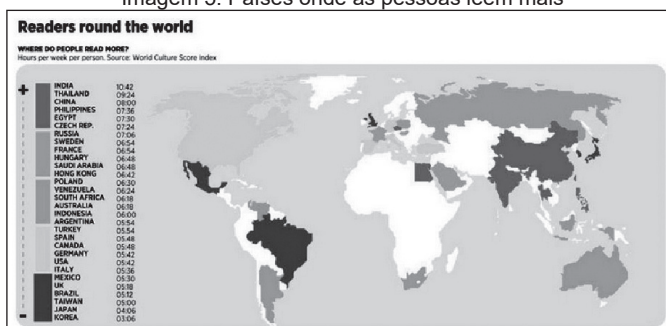 Imagem 3: Países onde as pessoas leem mais
Readers round the world
WHERE DO PEOPLE READ MORE?
Hours per week per person. Source: World Culture Score Index
+
INDIA 10:42
THAILAND 09:24
CHINA 08:00
PHILIPPINES 07:36
EGYPT 07:30
CZECH REP. 07:24
RUSSIA 07:06
SWEDEN 06:54
FRANCE 06:54
HUNGARY 06:48
SAUDI ARABIA 06:48
HONG KONG 06:42
POLAND 06:30
VENEZUELA 06:24
SOUTH AFRICA 06:18
AUSTRALIA 06:18
INDONESIA 06:00
ARGENTINA 05:54
TURKEY 05:54
SPAIN 05:48
CANADA 05:48
GERMANY 05:42
USA 05:42
ITALY 05:36
MEXICO 05:30
UK 05:18
BRAZIL 05:12
TAIWAN 05:00
JAPAN 04:06
KOREA 03:06
-